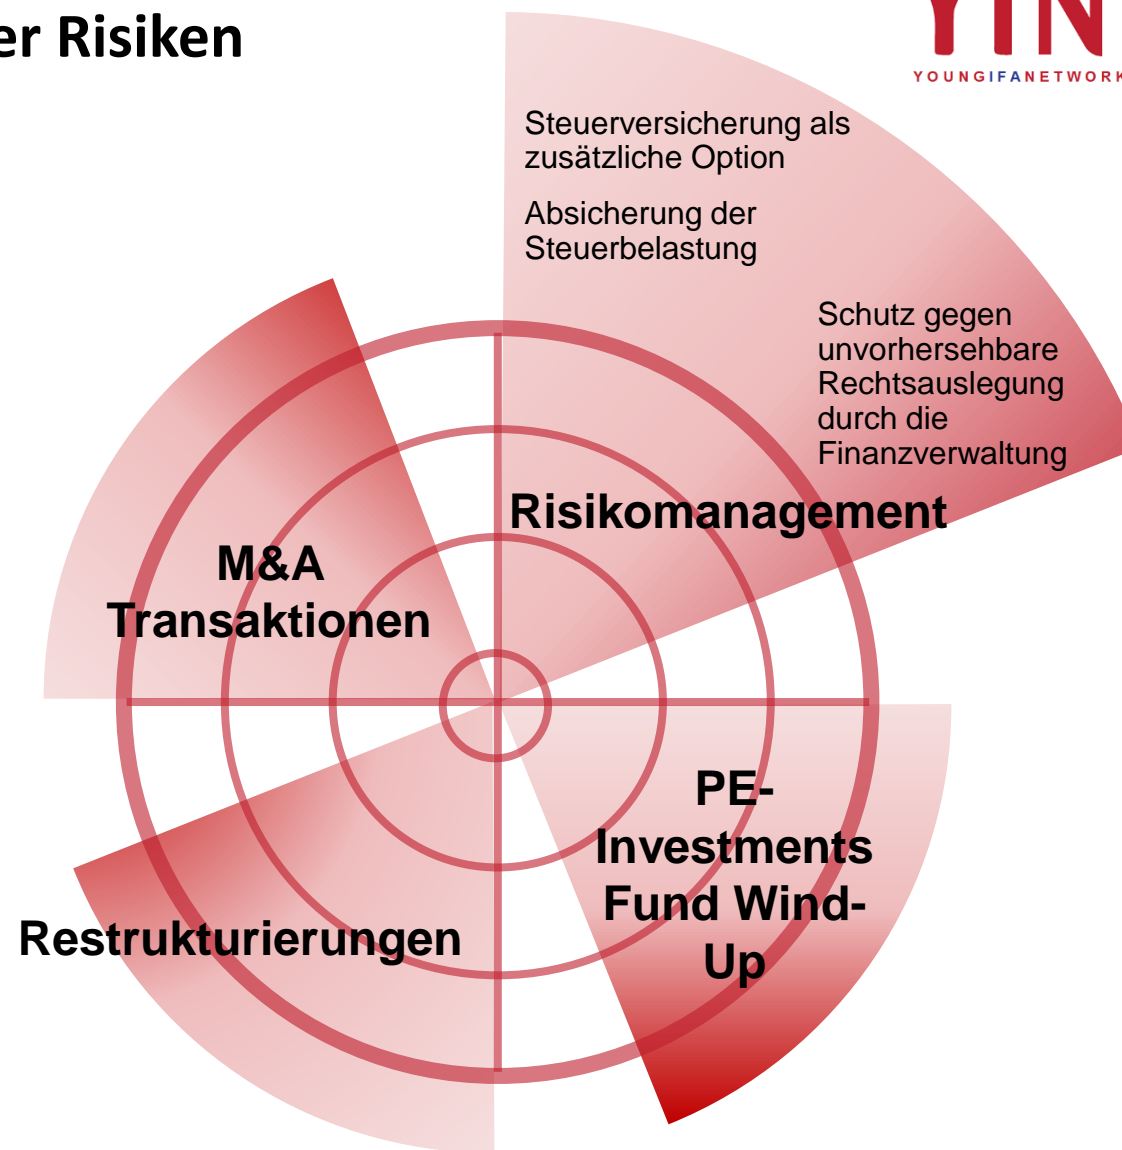 er Risiken
YIN
YOUNGIFANETWORK
Steuerversicherung als
zusätzliche Option
Absicherung der
Steuerbelastung
Schutz gegen
unvorhersehbare
Rechtsauslegung
durch die
Finanzverwaltung
Risikomanagement
M&A
Transaktionen
PE-
Investments
Fund Wind-
Up
Restrukturierungen